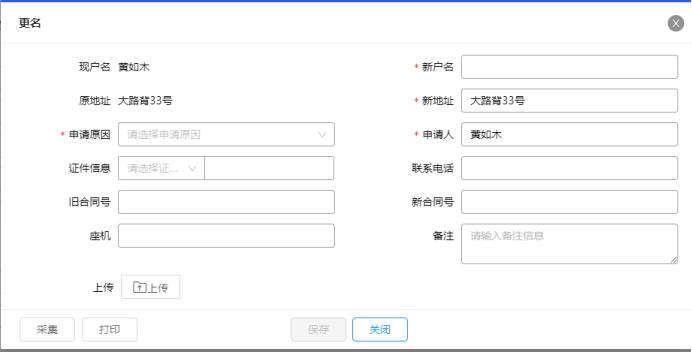 更名
现户名 黄如木 * 新户名
原地址 大路背33号 * 新地址 大路背33号
* 申请原因 请选择申请原因 * 申请人 黄如木
证件信息 请选择证... 联系电话
旧合同号 新合同号
座机 备注 请输入备注信息
上传 上传
采集 打印 保存 关闭